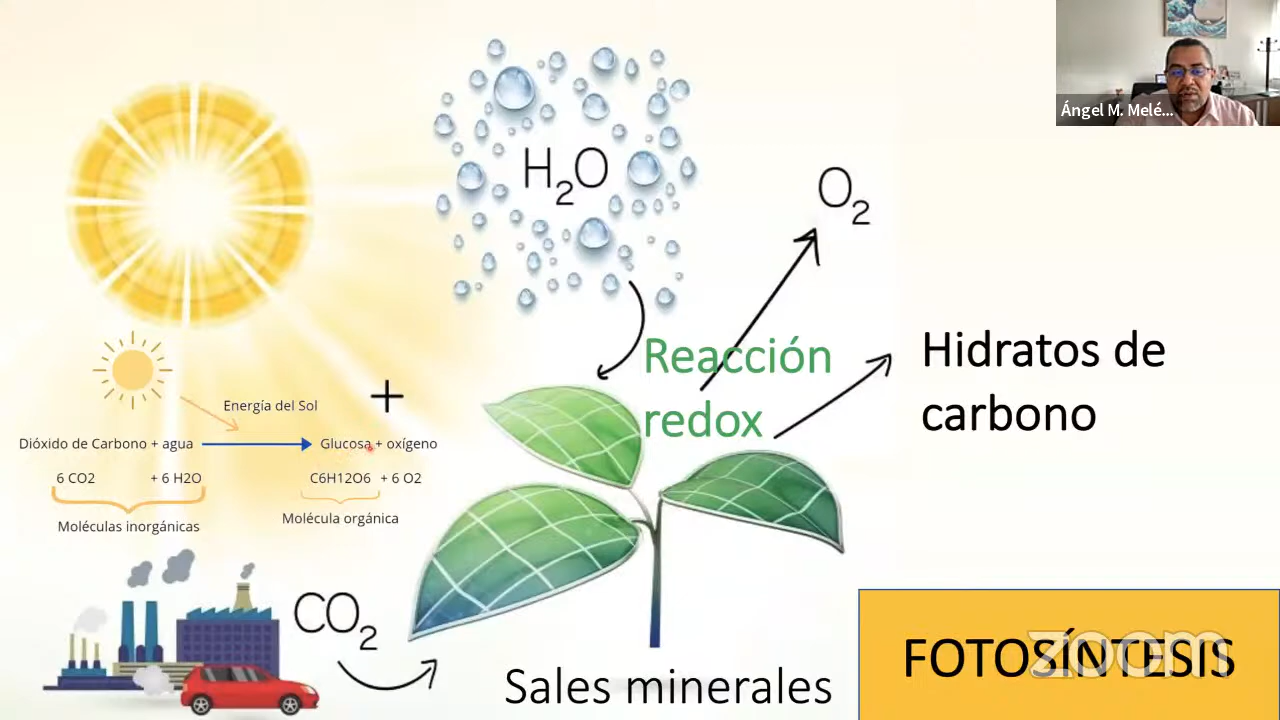 Ángel M. Melé...
H2O
O2
Reacción
redox
Hidratos de
carbono
+
Energía del Sol
Dióxido de Carbono + agua
Glucosa + oxígeno
6 CO2 + 6 H2O
C6H12O6 + 6 O2
Moléculas inorgánicas
Molécula orgánica
CO2
Sales minerales
FOTOSÍNTESIS
zoom